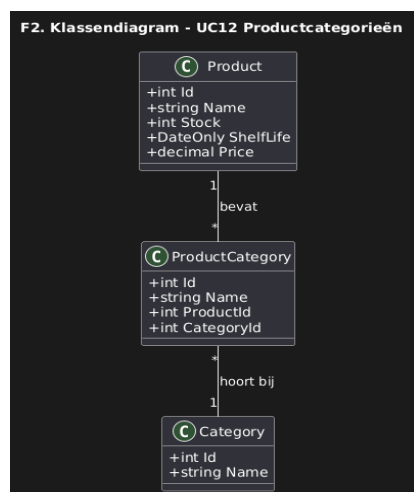 F2. Klassendiagram - UC12 Productcategorieën
C Product
+int Id
+string Name
+int Stock
+DateOnly ShelfLife
+decimal Price
1
bevat
*
C ProductCategory
+int Id
+string Name
+int ProductId
+int CategoryId
*
hoort bij
1
C Category
+int Id
+string Name